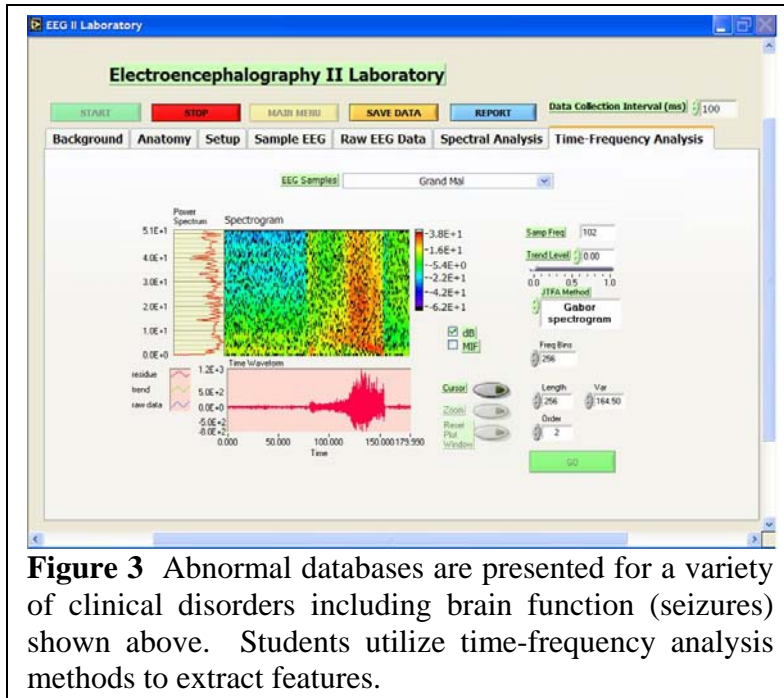 EEG II Laboratory
Electroencephalography II Laboratory
START STOP MAIN MENU SAVE DATA REPORT Data Collection Interval (ms) 100
Background Anatomy Setup Sample EEG Raw EEG Data Spectral Analysis Time-Frequency Analysis
EEG Samples Grand Mal
Power
Spectrum Spectrogram
5.1E+1
4.0E+1
3.0E+1
2.0E+1
1.0E+1
0.0E+0
-3.8E+1
-1.6E+1
--5.4E+0
--2.2E+1
--4.2E+1
--6.2E+1
Samp Freq 102
Trend Level 0.00
0.0 0.5 1.0
JTFA Method
Gabor
spectrogram
dB
MIF
Freq Bins
256
Time Waveform
residue
trend
raw data
1.2E+3
5.0E+2
0.0E+0
-5.0E+2
-8.0E+2
0.000 50.000 100.000 150.000 179.990
Time
Cursor
Zoom
Reset
Plot
Window
Length Var
256 164.50
Order
2
GO
Figure 3 Abnormal databases are presented for a variety
of clinical disorders including brain function (seizures)
shown above. Students utilize time-frequency analysis
methods to extract features.